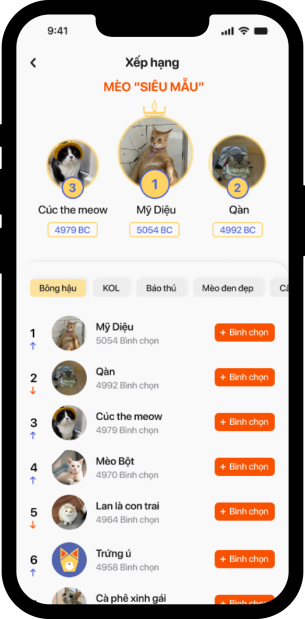 9:41
Xếp hạng
MÈO "SIÊU MẪU"
3
1
2
Cúc the meow
Mỹ Diệu
Qàn
4979 BC
5054 BC
4992 BC
Bông hậu
KOL
Báo thủ
Mèo đen đẹp
1
Mỹ Diệu
5054 Bình chọn
+ Bình chọn
2
Qàn
4992 Bình chọn
+ Bình chọn
3
Cúc the meow
4979 Bình chọn
+ Bình chọn
4
Mèo Bột
4970 Bình chọn
+ Bình chọn
5
Lan là con trai
4964 Bình chọn
+ Bình chọn
6
Trứng ú
4958 Bình chọn
+ Bình chọn
Cà phê xinh gái
+ Bình chọn